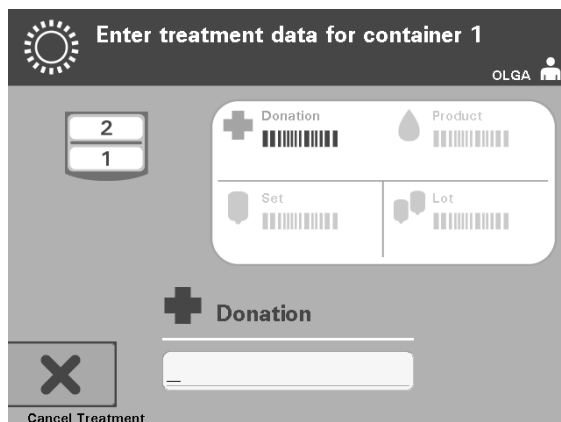 Enter treatment data for container 1
OLGA
2
1
Donation
Product
Set
Lot
Donation
_
Cancel Treatment